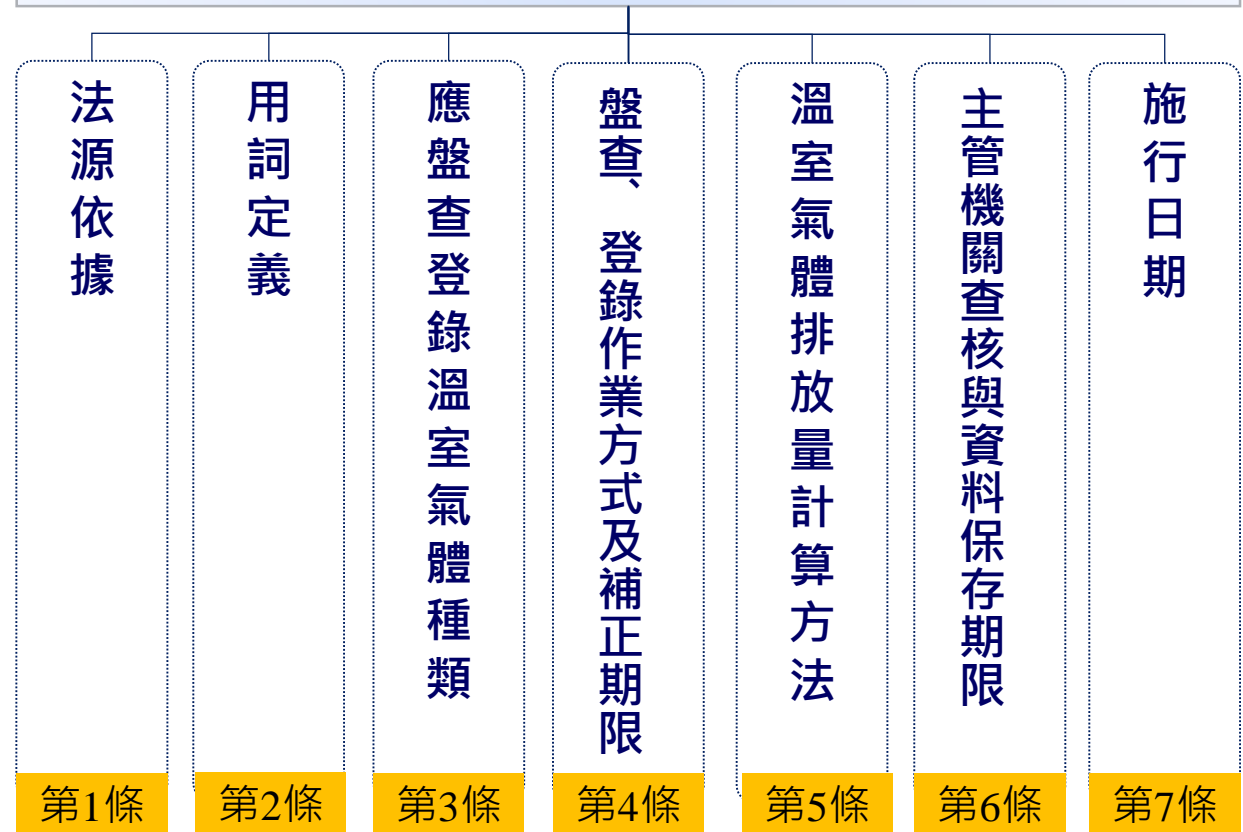 法源依據
用詞定義
應盤查登錄溫室氣體種類
盤查、登錄作業方式及補正期限
溫室氣體排放量計算方法
主管機關查核與資料保存期限
施行日期
第1條
第2條
第3條
第4條
第5條
第6條
第7條